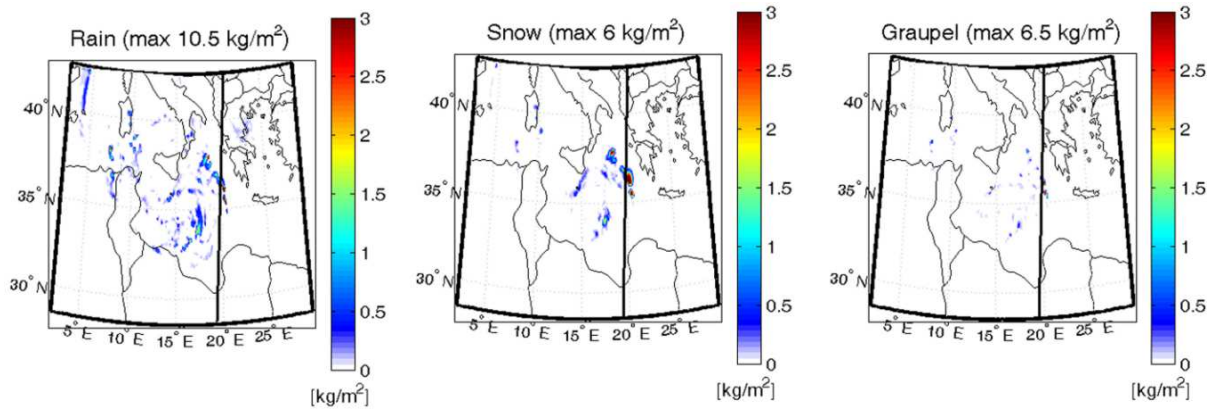 Rain (max 10.5 kg/m²)
40° N
35° N
30° N
5° E
10° E
15° E
20° E
25° E
3
2.5
2
1.5
1
0.5
0
[kg/m²]
Snow (max 6 kg/m²)
40° N
35° N
30° N
5° E
10° E
15° E
20° E
25° E
3
2.5
2
1.5
1
0.5
0
[kg/m²]
Graupel (max 6.5 kg/m²)
40° N
35° N
30° N
5° E
10° E
15° E
20° E
25° E
3
2.5
2
1.5
1
0.5
0
[kg/m²]